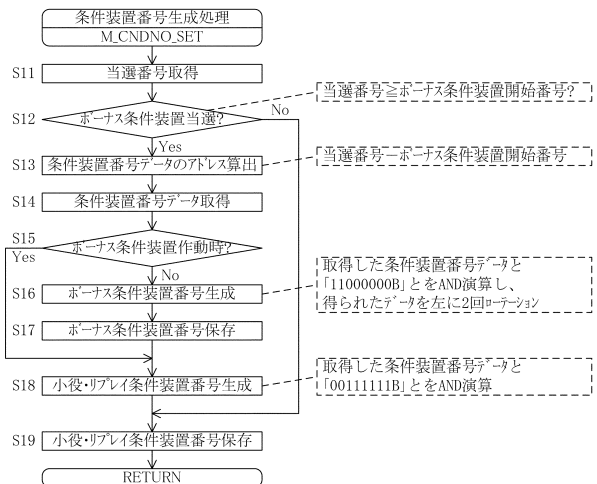 条件装置番号生成処理
M_CNDNO_SET
S11
当選番号取得
当選番号≧ボーナス条件装置開始番号?
S12
ボーナス条件装置当選?
No
Yes
S13
条件装置番号データのアドレス算出
当選番号－ボーナス条件装置開始番号
S14
条件装置番号データ取得
S15
ボーナス条件装置作動時?
Yes
No
S16
ボーナス条件装置番号生成
取得した条件装置番号データと
「11000000B」とをAND演算し、
得られたデータを左に2回ローテーション
S17
ボーナス条件装置番号保存
S18
小役・リプレイ条件装置番号生成
取得した条件装置番号データと
「00111111B」とをAND演算
S19
小役・リプレイ条件装置番号保存
RETURN